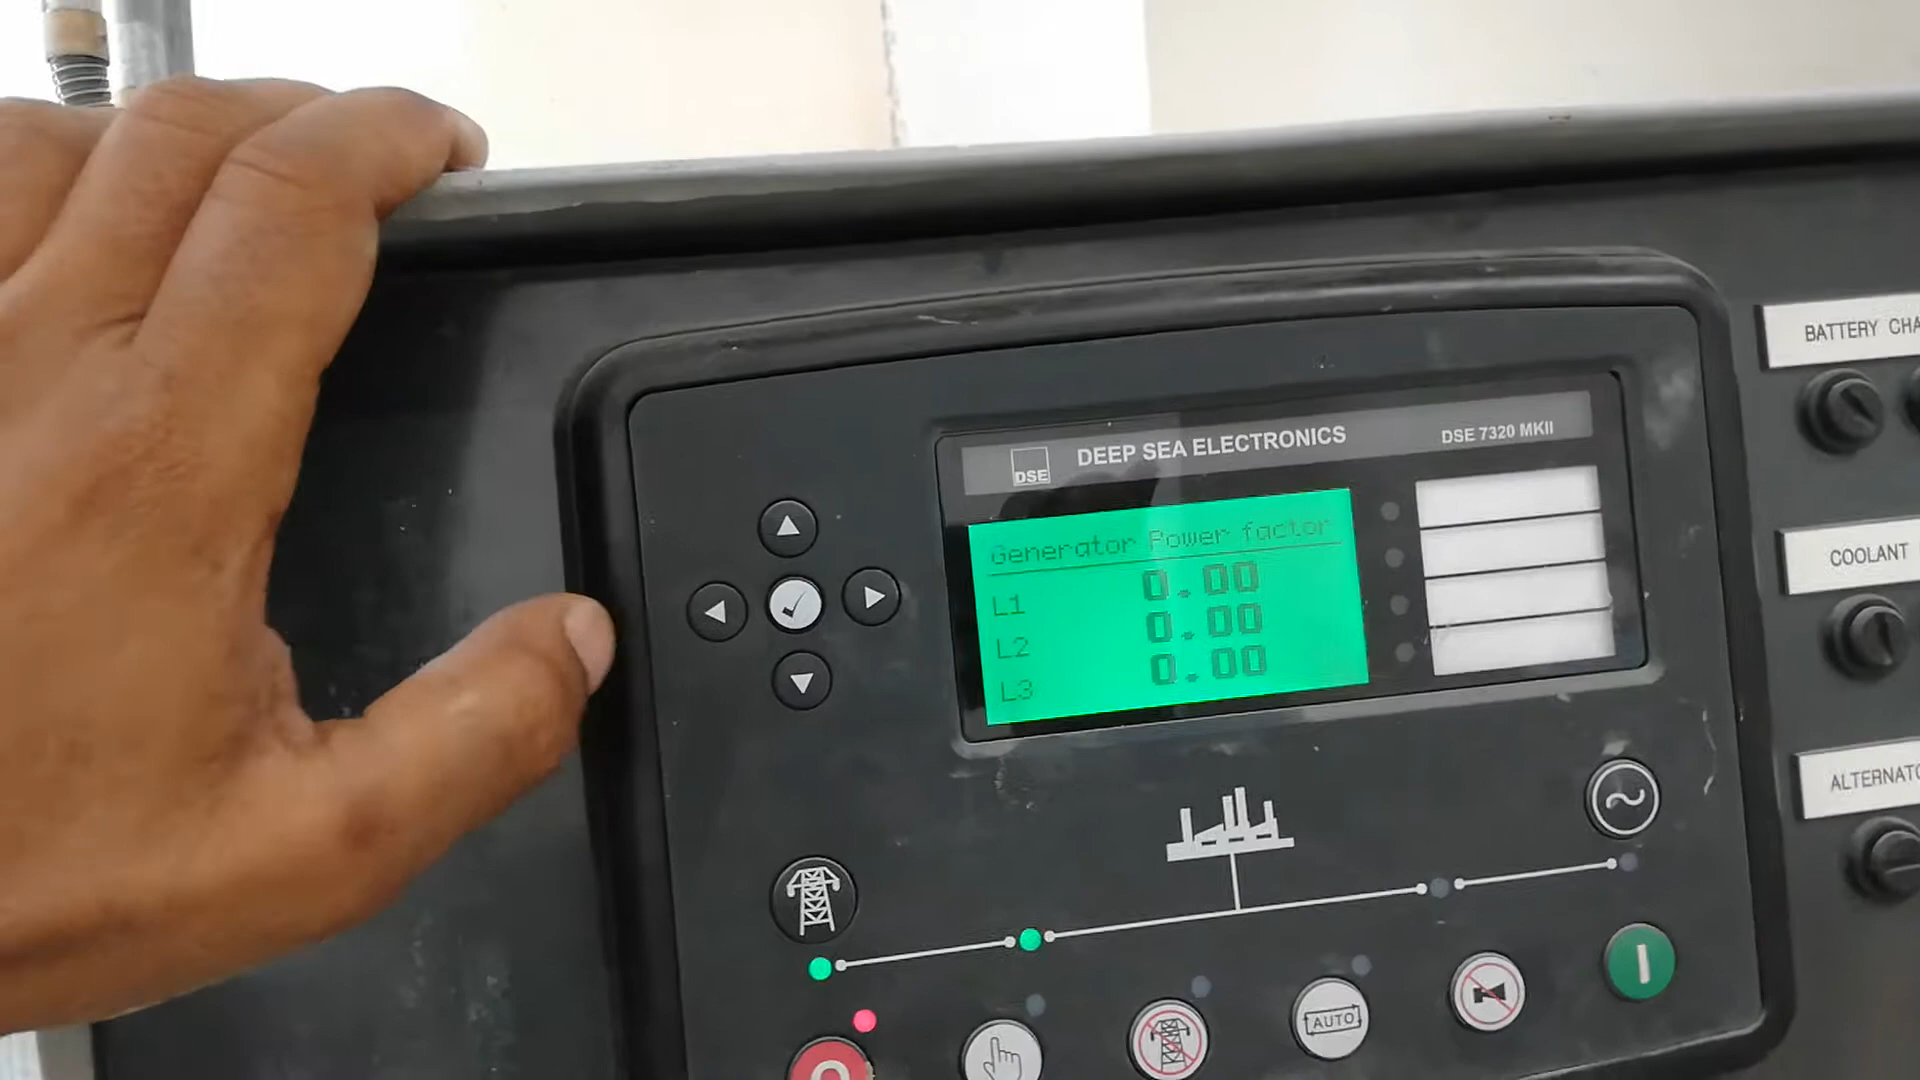 DSE DEEP SEA ELECTRONICS DSE 7320 MKII
Generator Power factor
L1 0.00
L2 0.00
L3 0.00
BATTERY CHA
COOLANT
ALTERNATO
AUTO